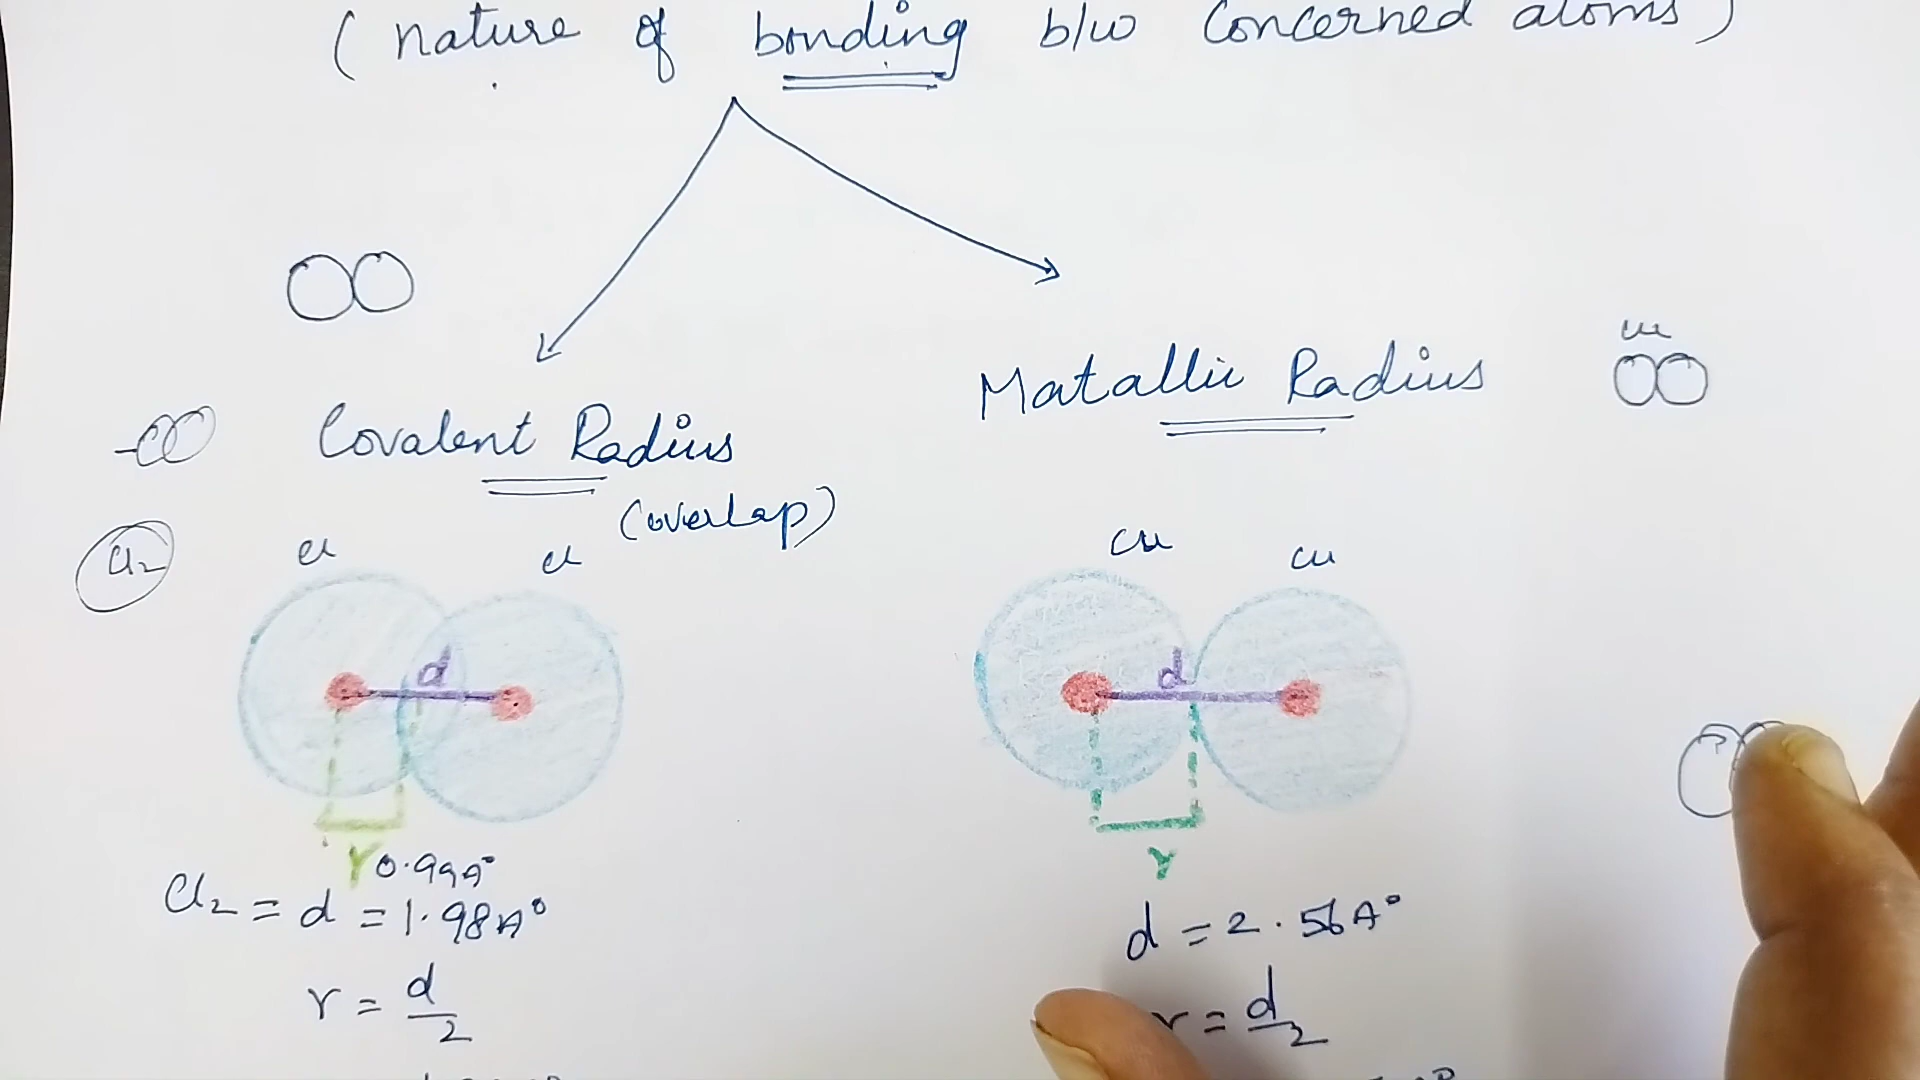 (nature of bonding b/w Concerned atoms)
Cu
Matallic Radius
Covalent Radius
(overlap)
Cl2
Cl
Cl
Cu
Cu
d
d
r 0.99A°
r
Cl2 = d = 1.98A°
d = 2.56A°
r = d/2
r = d/2